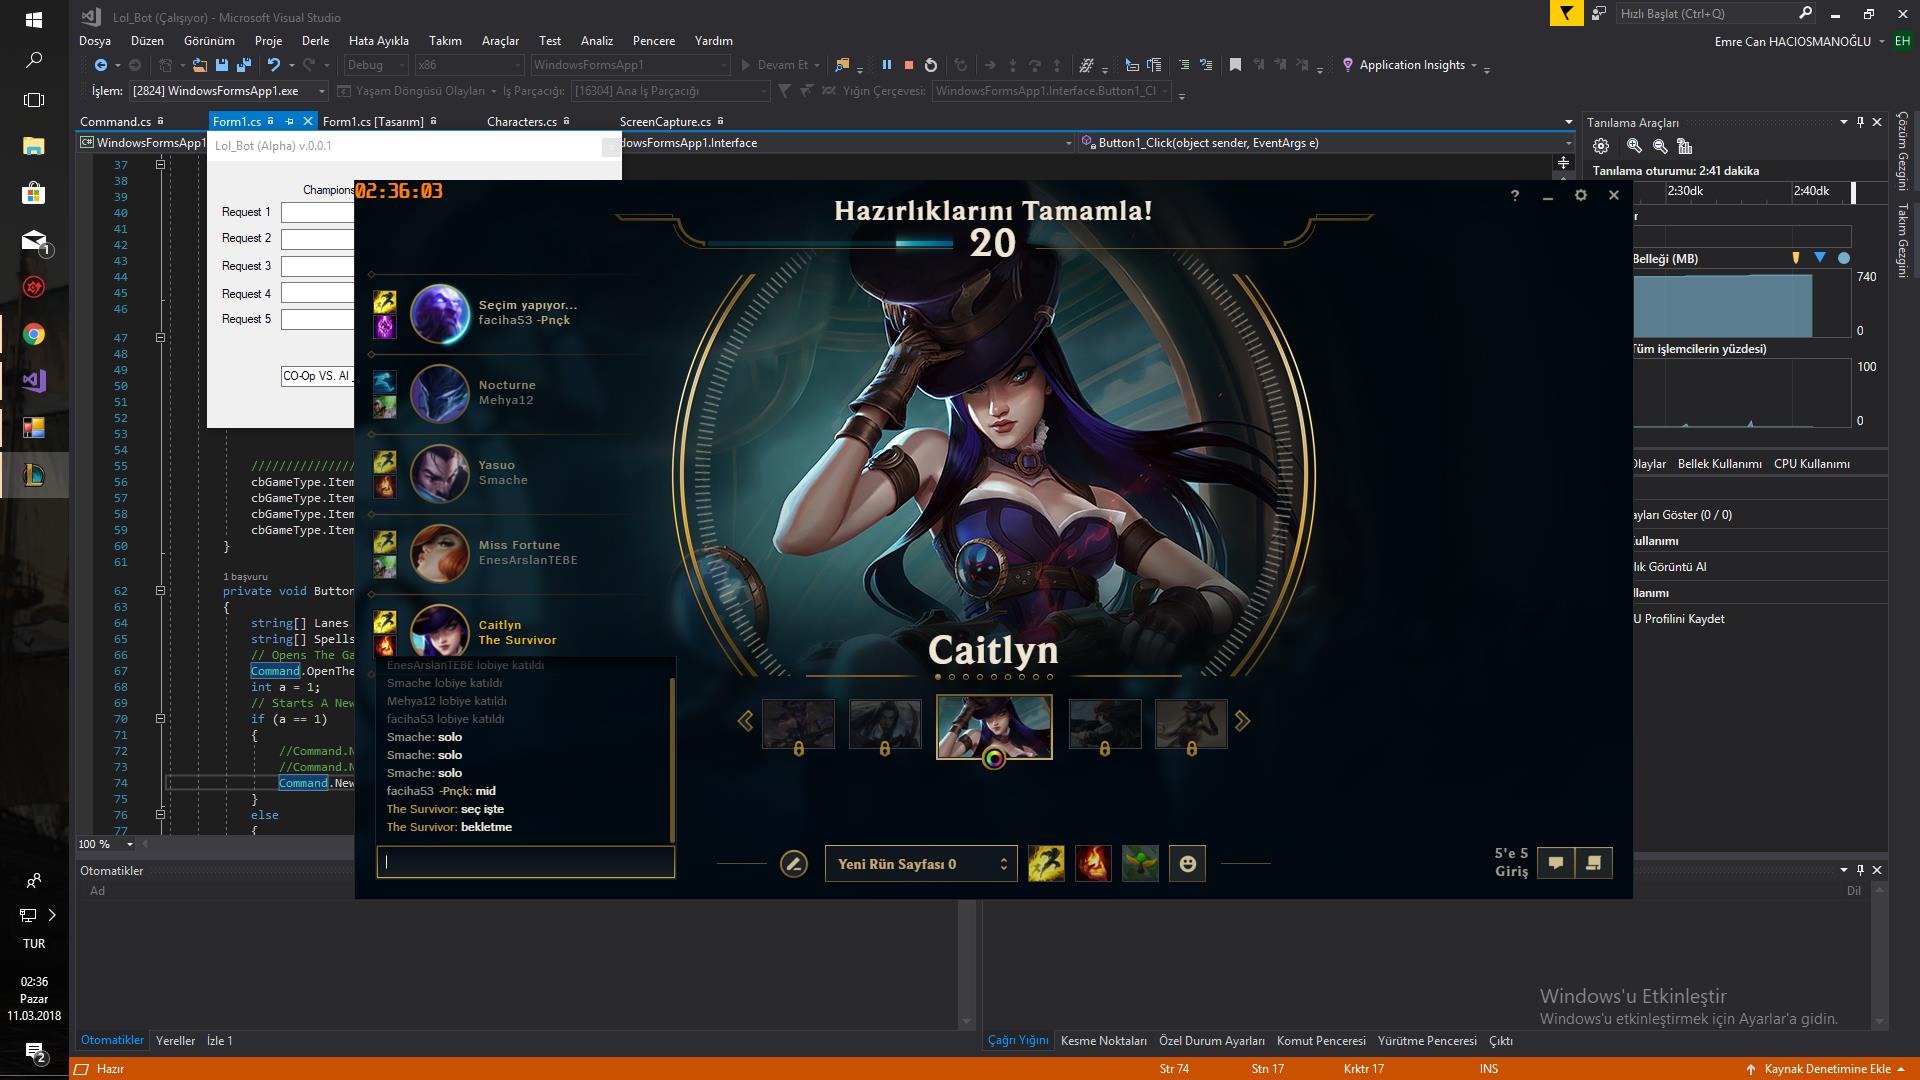 Lol_Bot (Çalışıyor) - Microsoft Visual Studio
Hızlı Başlat (Ctrl+Q)
Dosya Düzen Görünüm Proje Derle Hata Ayıkla Takım Araçlar Test Analiz Pencere Yardım
Emre Can HACIOSMANOĞLU EH
Debug x86 WindowsFormsApp1 Devam Et Application Insights
İşlem: [2824] WindowsFormsApp1.exe Yaşam Döngüsü Olayları İş Parçacığı: [16304] Ana İş Parçacığı Yığın Çerçevesi: WindowsFormsApp1.Interface.Button1_Cl
Command.cs Form1.cs Form1.cs [Tasarım] Characters.cs ScreenCapture.cs
C# WindowsFormsApp1 dowsFormsApp1.Interface Button1_Click(object sender, EventArgs e)
Lol_Bot (Alpha) v.0.0.1
Champions
Request 1
Request 2
Request 3
Request 4
Request 5
CO-Op VS. AI
37
38
39
40
41
42
43
44
45
46
47
48
49
50
51
52
53
54
55 ///////////////
56 cbGameType.Item
57 cbGameType.Item
58 cbGameType.Item
59 cbGameType.Item
60 }
61
1 başvuru
62 private void Button
63 {
64 string[] Lanes
65 string[] Spells
66 // Opens The Ga
67 Command.OpenThe
68 int a = 1;
69 // Starts A New
70 if (a == 1)
71 {
72 //Command.N
73 //Command.N
74 Command.New
75 }
76 else
77 {
100 %
02:36:03
Hazırlıklarını Tamamla!
20
Seçim yapıyor...
faciha53 -Pnçk
Nocturne
Mehya12
Yasuo
Smache
Miss Fortune
EnesArslanTEBE
Caitlyn
The Survivor
EnesArslanTEBE lobiye katıldı
Smache lobiye katıldı
Mehya12 lobiye katıldı
faciha53 lobiye katıldı
Smache: solo
Smache: solo
Smache: solo
faciha53 -Pnçk: mid
The Survivor: seç işte
The Survivor: bekletme
Caitlyn
Yeni Rün Sayfası 0
5'e 5
Giriş
Tanılama Araçları
Tanılama oturumu: 2:41 dakika
2:30dk 2:40dk
r
Belleği (MB)
740
0
Tüm işlemcilerin yüzdesi)
100
0
Olaylar Bellek Kullanımı CPU Kullanımı
ayları Göster (0 / 0)
ullanımı
lık Görüntü Al
llanımı
U Profilini Kaydet
Çözüm Gezgini
Takım Gezgini
Otomatikler
Ad
Dil
Otomatikler Yereller İzle 1
Çağrı Yığını Kesme Noktaları Özel Durum Ayarları Komut Penceresi Yürütme Penceresi Çıktı
Windows'u Etkinleştir
Windows'u etkinleştirmek için Ayarlar'a gidin.
Hazır Str 74 Stn 17 Krktr 17 INS Kaynak Denetimine Ekle
1
TUR
02:36
Pazar
11.03.2018
2